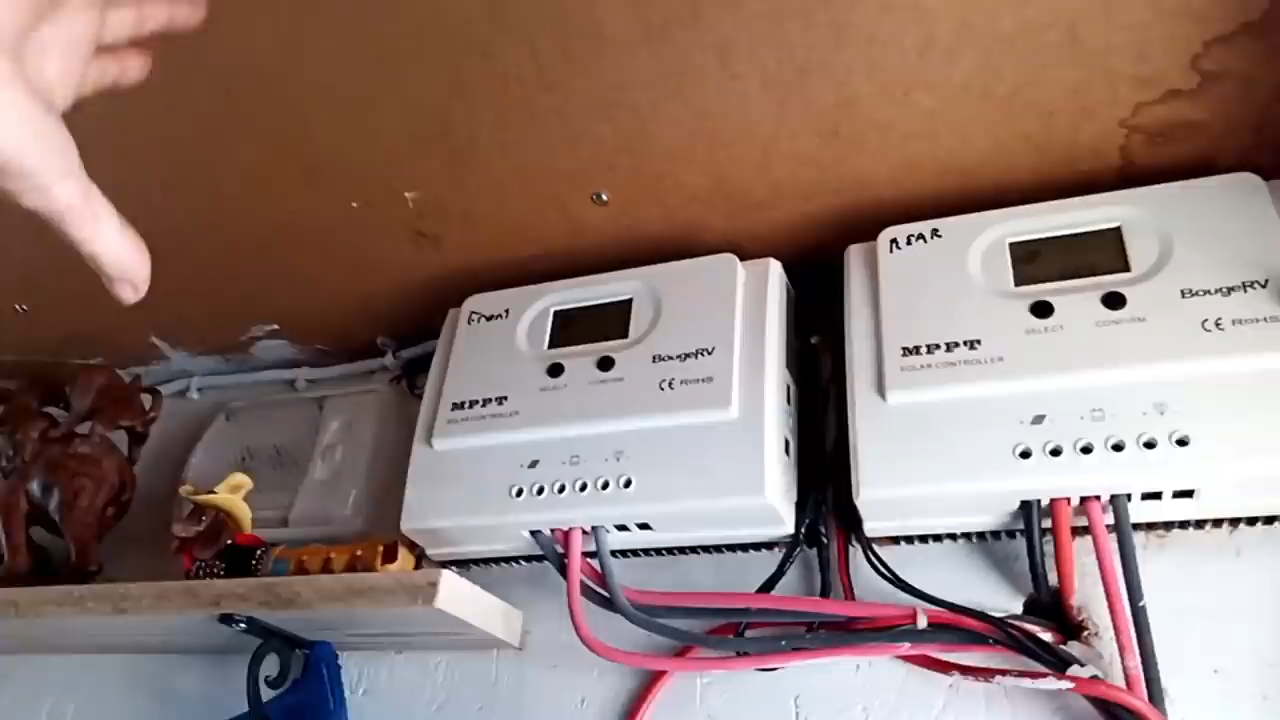 Front
BougeRV
SELECT
CONFIRM
CE RoHS
MPPT
SOLAR CONTROLLER
REAR
BougeRV
SELECT
CONFIRM
CE RoHS
MPPT
SOLAR CONTROLLER